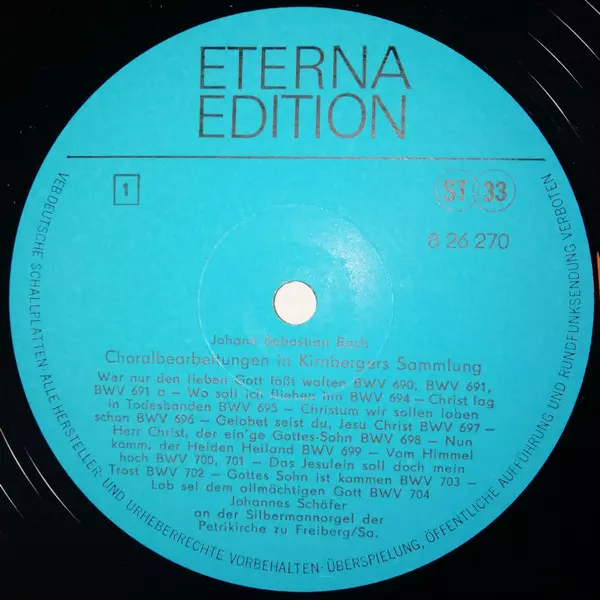 ETERNA
EDITION
1
ST 33
8 26 270
Johann Sebastian Bach
Choralbearbeitungen in Kirnbergers Sammlung
Wer nur den lieben Gott läßt walten BWV 690; BWV 691,
BWV 691 a – Wo soll ich fliehen hin BWV 694 – Christ lag
in Todesbanden BWV 695 – Christum wir sollen loben
schon BWV 696 – Gelobet seist du, Jesu Christ BWV 697 –
Herr Christ, der ein'ge Gottes-Sohn BWV 698 – Nun
komm, der Heiden Heiland BWV 699 – Vom Himmel
hoch BWV 700, 701 – Das Jesulein soll doch mein
Trost BWV 702 – Gottes Sohn ist kommen BWV 703 –
Lob sei dem allmächtigen Gott BWV 704
Johannes Schäfer
an der Silbermannorgel der
Petrikirche zu Freiberg/Sa.
VEB DEUTSCHE SCHALLPLATTEN · ALLE HERSTELLER- UND URHEBERRECHTE VORBEHALTEN · ÜBERSPIELUNG, ÖFFENTLICHE AUFFÜHRUNG UND RUNDFUNKSENDUNG VERBOTEN